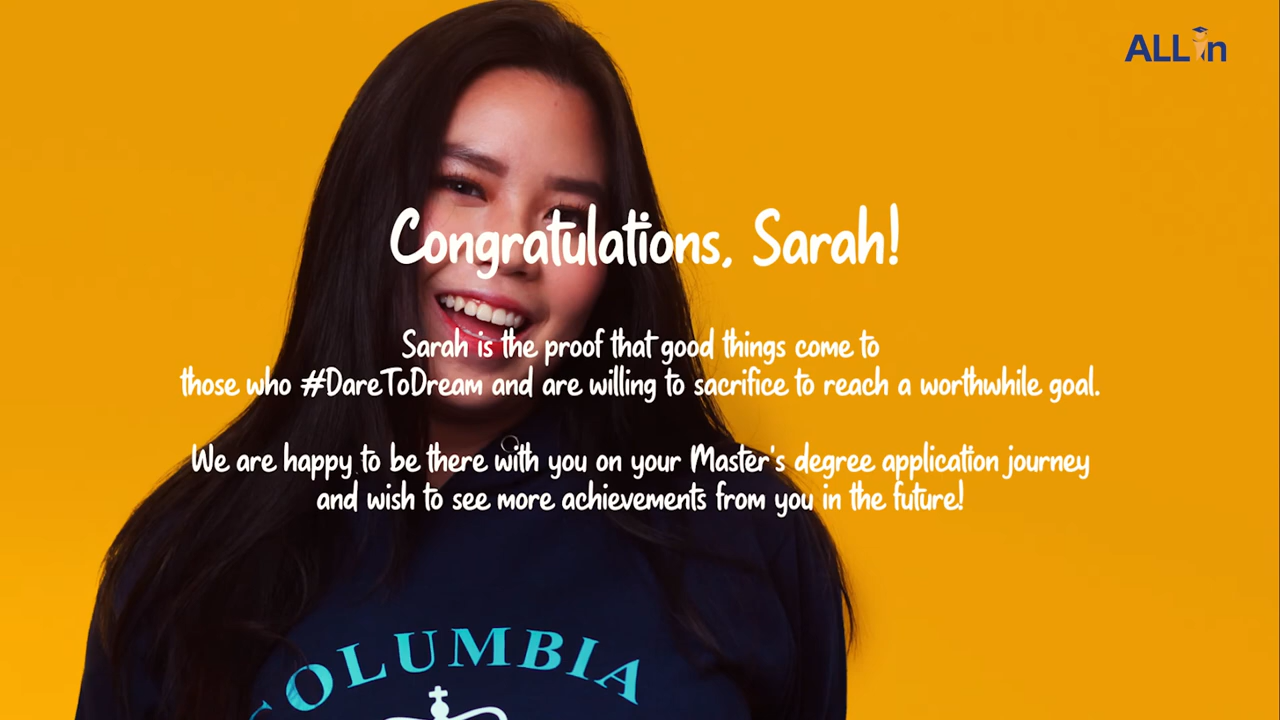 ALLin
Congratulations, Sarah!
Sarah is the proof that good things come to
those who #DareToDream and are willing to sacrifice to reach a worthwhile goal.
We are happy to be there with you on your Master's degree application journey
and wish to see more achievements from you in the future!
COLUMBIA